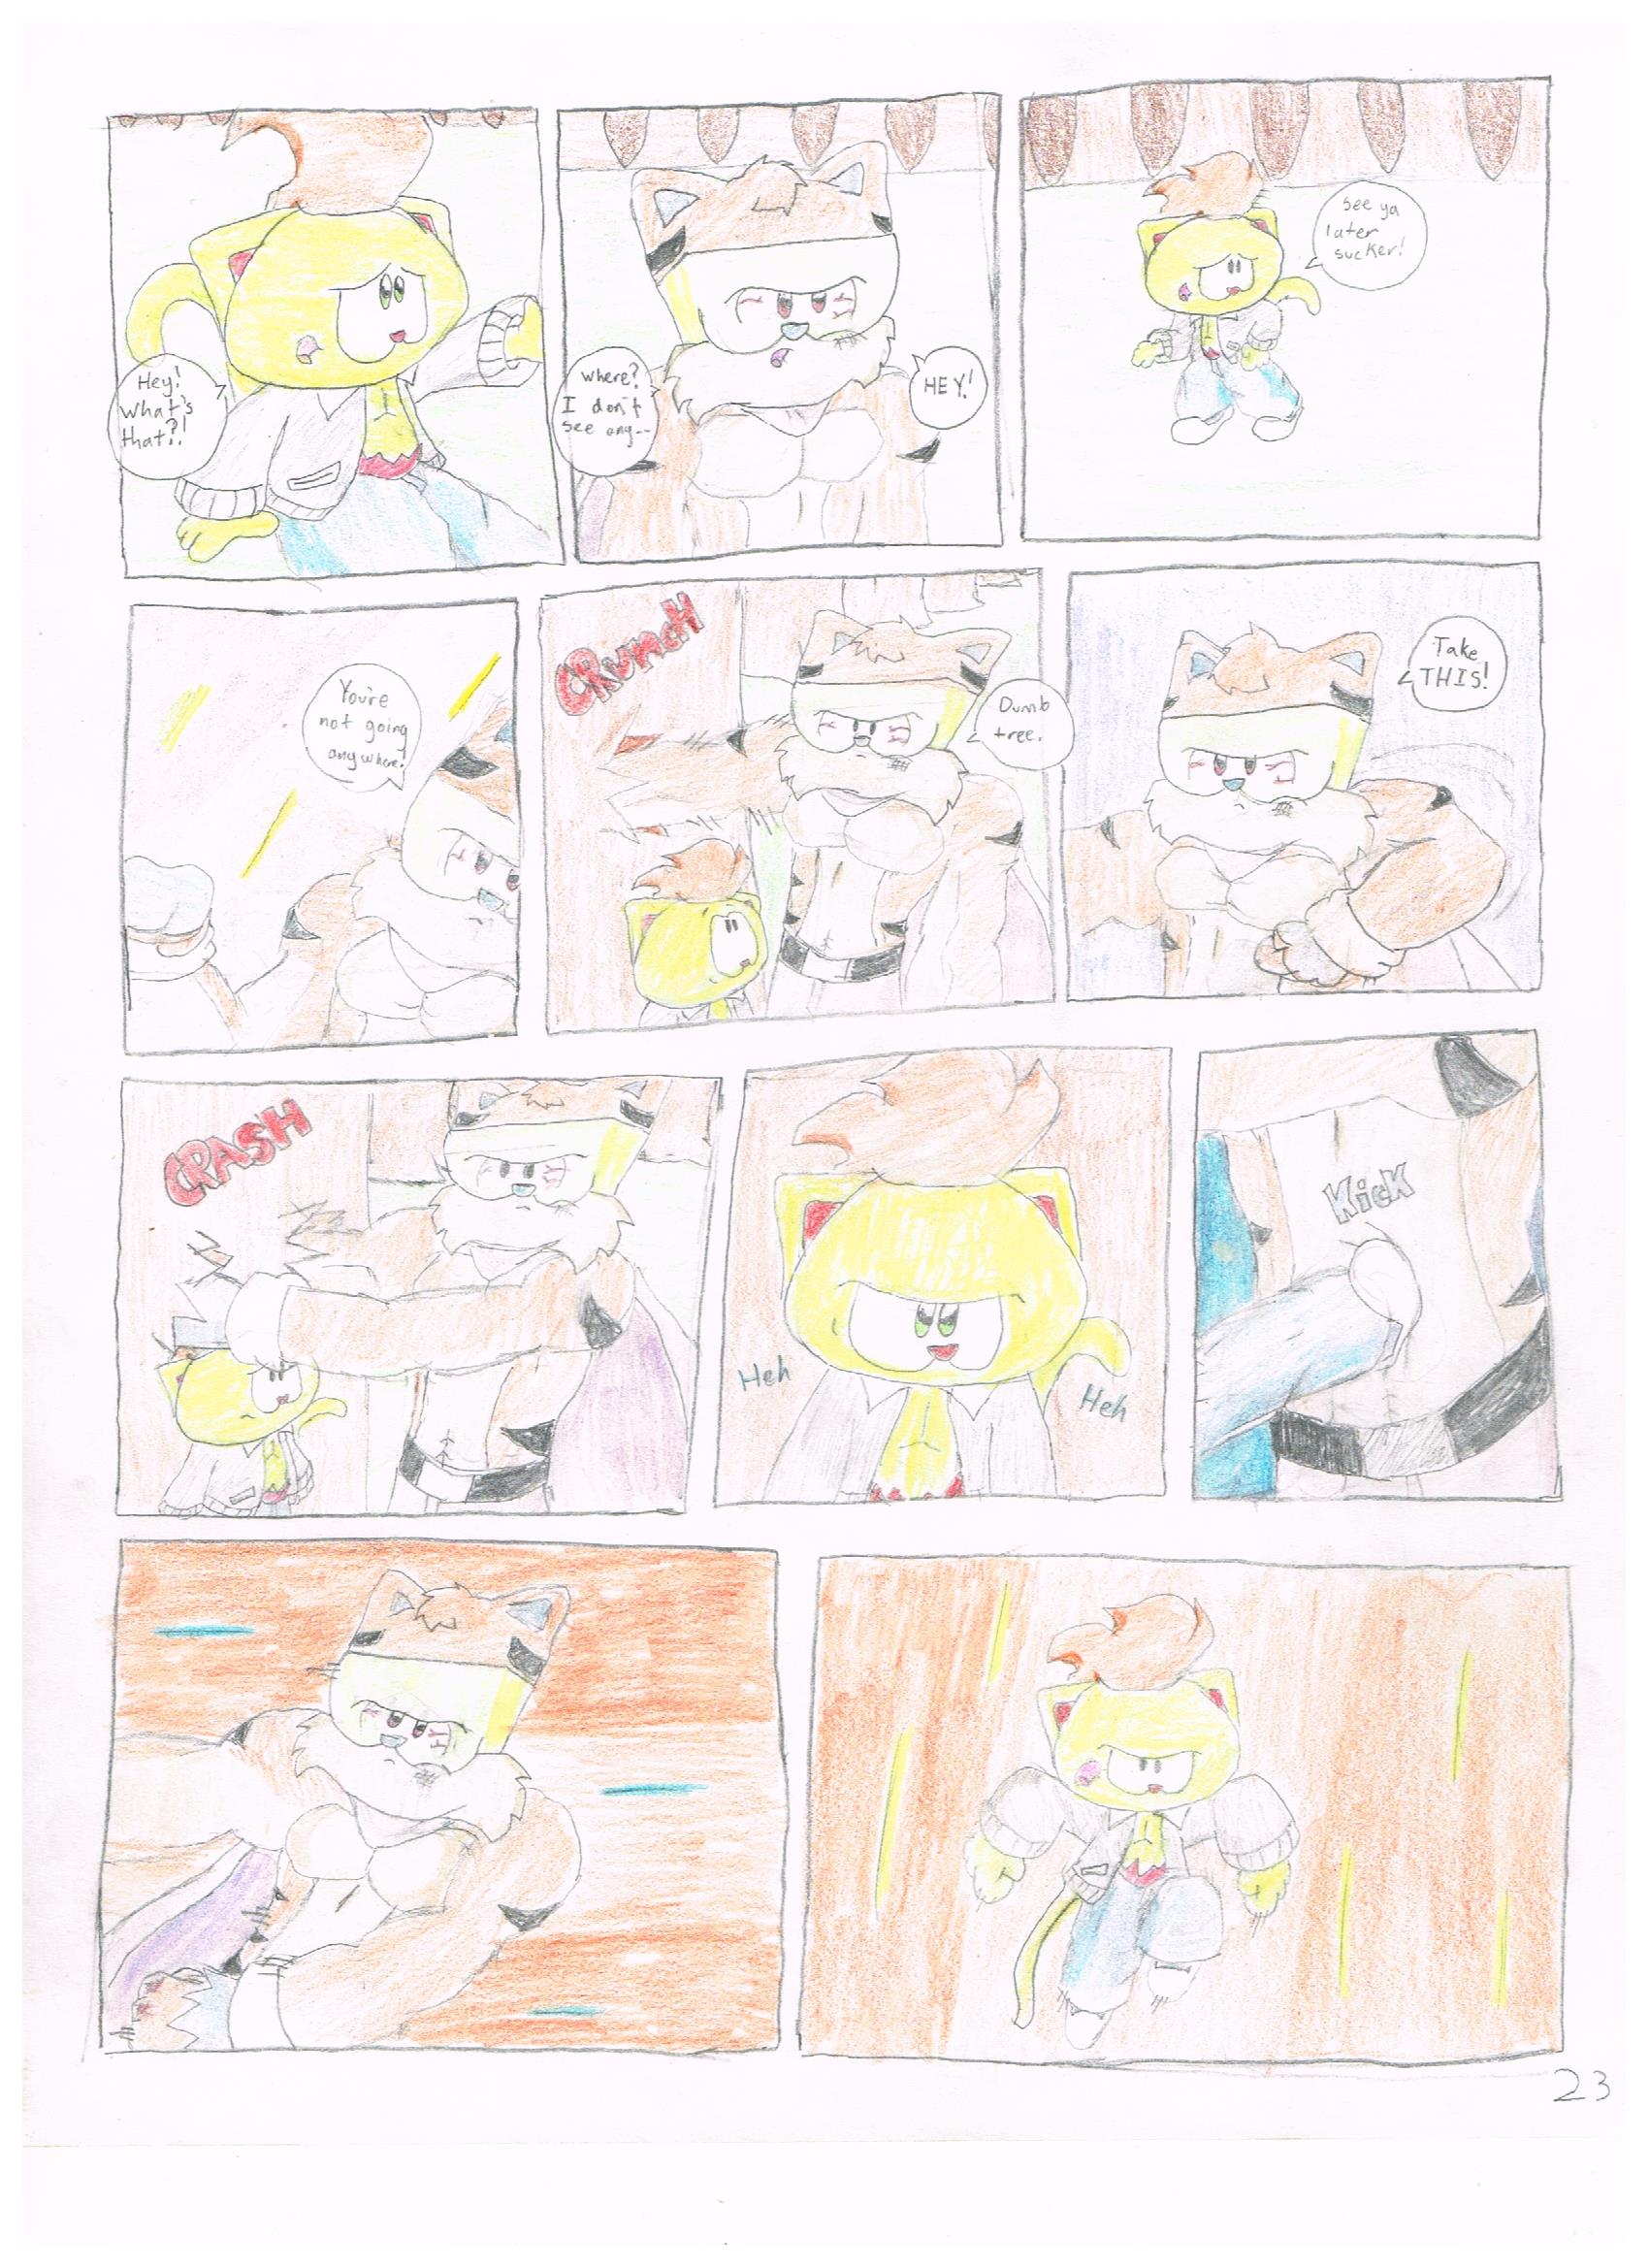 Hey!
What's
that?!
Where?
I don't
see any--
HEY!
See ya
later
sucker!
You're
not going
anywhere!
CRuncH
Dumb
tree.
Take
THIS!
CRASH
Heh
Heh
KicK
23